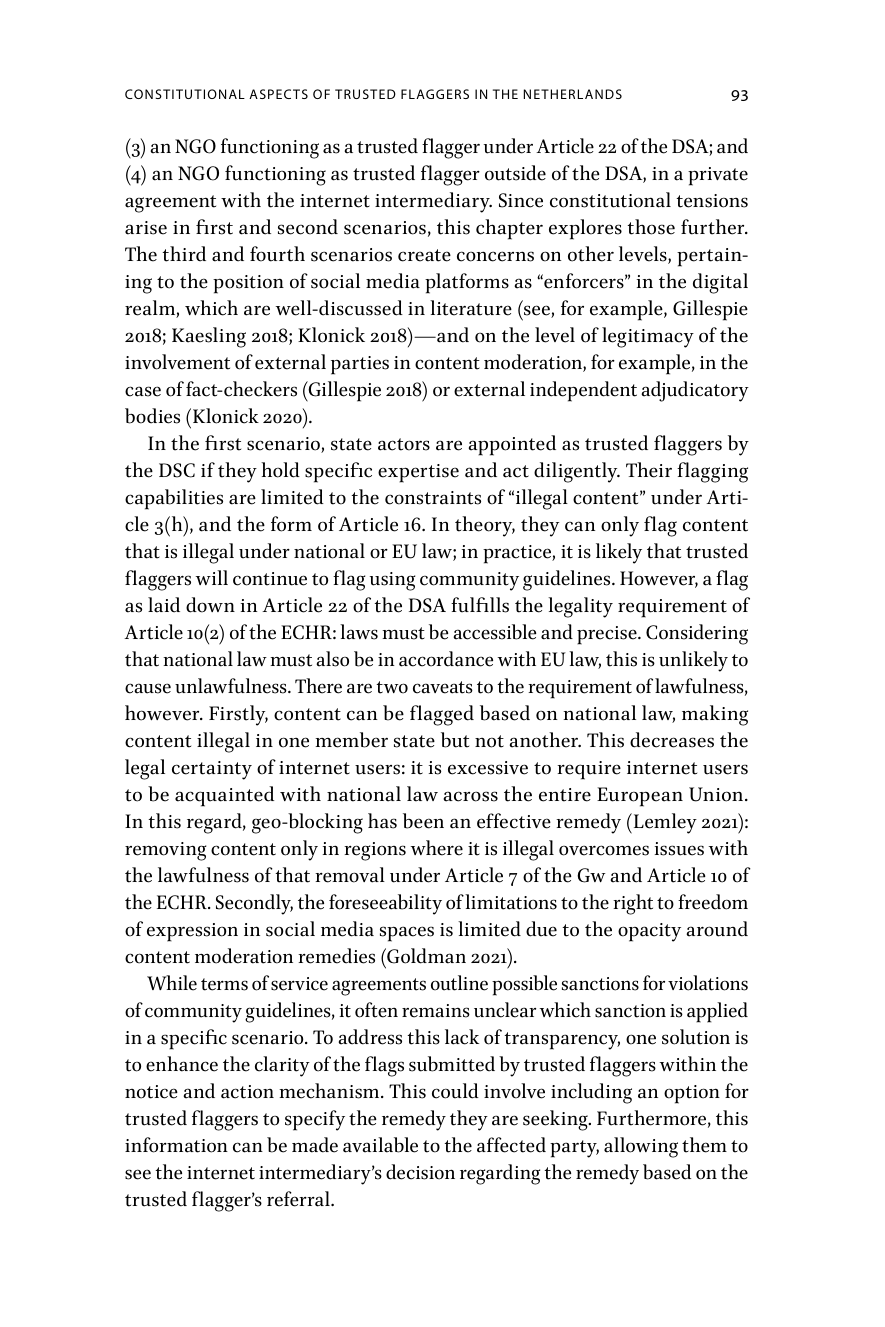 CONSTITUTIONAL ASPECTS OF TRUSTED FLAGGERS IN THE NETHERLANDS 93
(3) an NGO functioning as a trusted flagger under Article 22 of the DSA; and
(4) an NGO functioning as trusted flagger outside of the DSA, in a private
agreement with the internet intermediary. Since constitutional tensions
arise in first and second scenarios, this chapter explores those further.
The third and fourth scenarios create concerns on other levels, pertain-
ing to the position of social media platforms as “enforcers” in the digital
realm, which are well-discussed in literature (see, for example, Gillespie
2018; Kaesling 2018; Klonick 2018)—and on the level of legitimacy of the
involvement of external parties in content moderation, for example, in the
case of fact-checkers (Gillespie 2018) or external independent adjudicatory
bodies (Klonick 2020).
In the first scenario, state actors are appointed as trusted flaggers by
the DSC if they hold specific expertise and act diligently. Their flagging
capabilities are limited to the constraints of “illegal content” under Arti-
cle 3(h), and the form of Article 16. In theory, they can only flag content
that is illegal under national or EU law; in practice, it is likely that trusted
flaggers will continue to flag using community guidelines. However, a flag
as laid down in Article 22 of the DSA fulfills the legality requirement of
Article 10(2) of the ECHR: laws must be accessible and precise. Considering
that national law must also be in accordance with EU law, this is unlikely to
cause unlawfulness. There are two caveats to the requirement of lawfulness,
however. Firstly, content can be flagged based on national law, making
content illegal in one member state but not another. This decreases the
legal certainty of internet users: it is excessive to require internet users
to be acquainted with national law across the entire European Union.
In this regard, geo-blocking has been an effective remedy (Lemley 2021):
removing content only in regions where it is illegal overcomes issues with
the lawfulness of that removal under Article 7 of the Gw and Article 10 of
the ECHR. Secondly, the foreseeability of limitations to the right to freedom
of expression in social media spaces is limited due to the opacity around
content moderation remedies (Goldman 2021).
While terms of service agreements outline possible sanctions for violations
of community guidelines, it often remains unclear which sanction is applied
in a specific scenario. To address this lack of transparency, one solution is
to enhance the clarity of the flags submitted by trusted flaggers within the
notice and action mechanism. This could involve including an option for
trusted flaggers to specify the remedy they are seeking. Furthermore, this
information can be made available to the affected party, allowing them to
see the internet intermediary’s decision regarding the remedy based on the
trusted flagger’s referral.